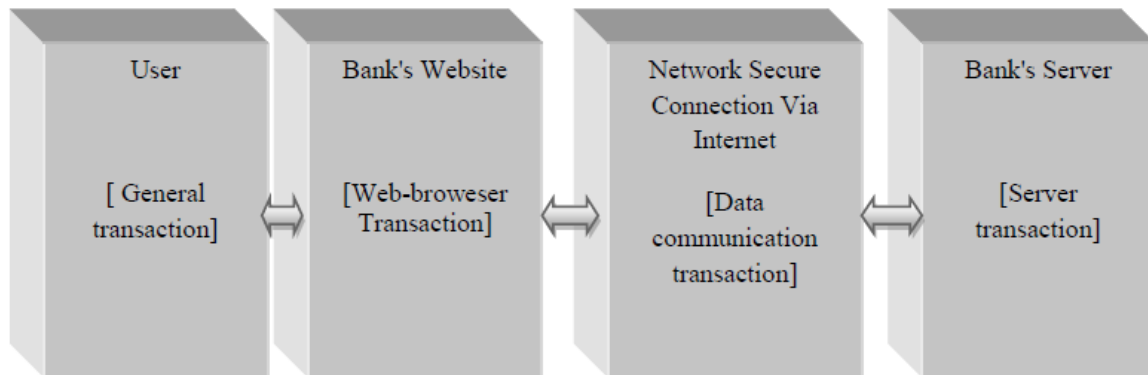 User
[ General
transaction]
Bank's Website
[Web-broweser
Transaction]
Network Secure
Connection Via
Internet
[Data
communication
transaction]
Bank's Server
[Server
transaction]